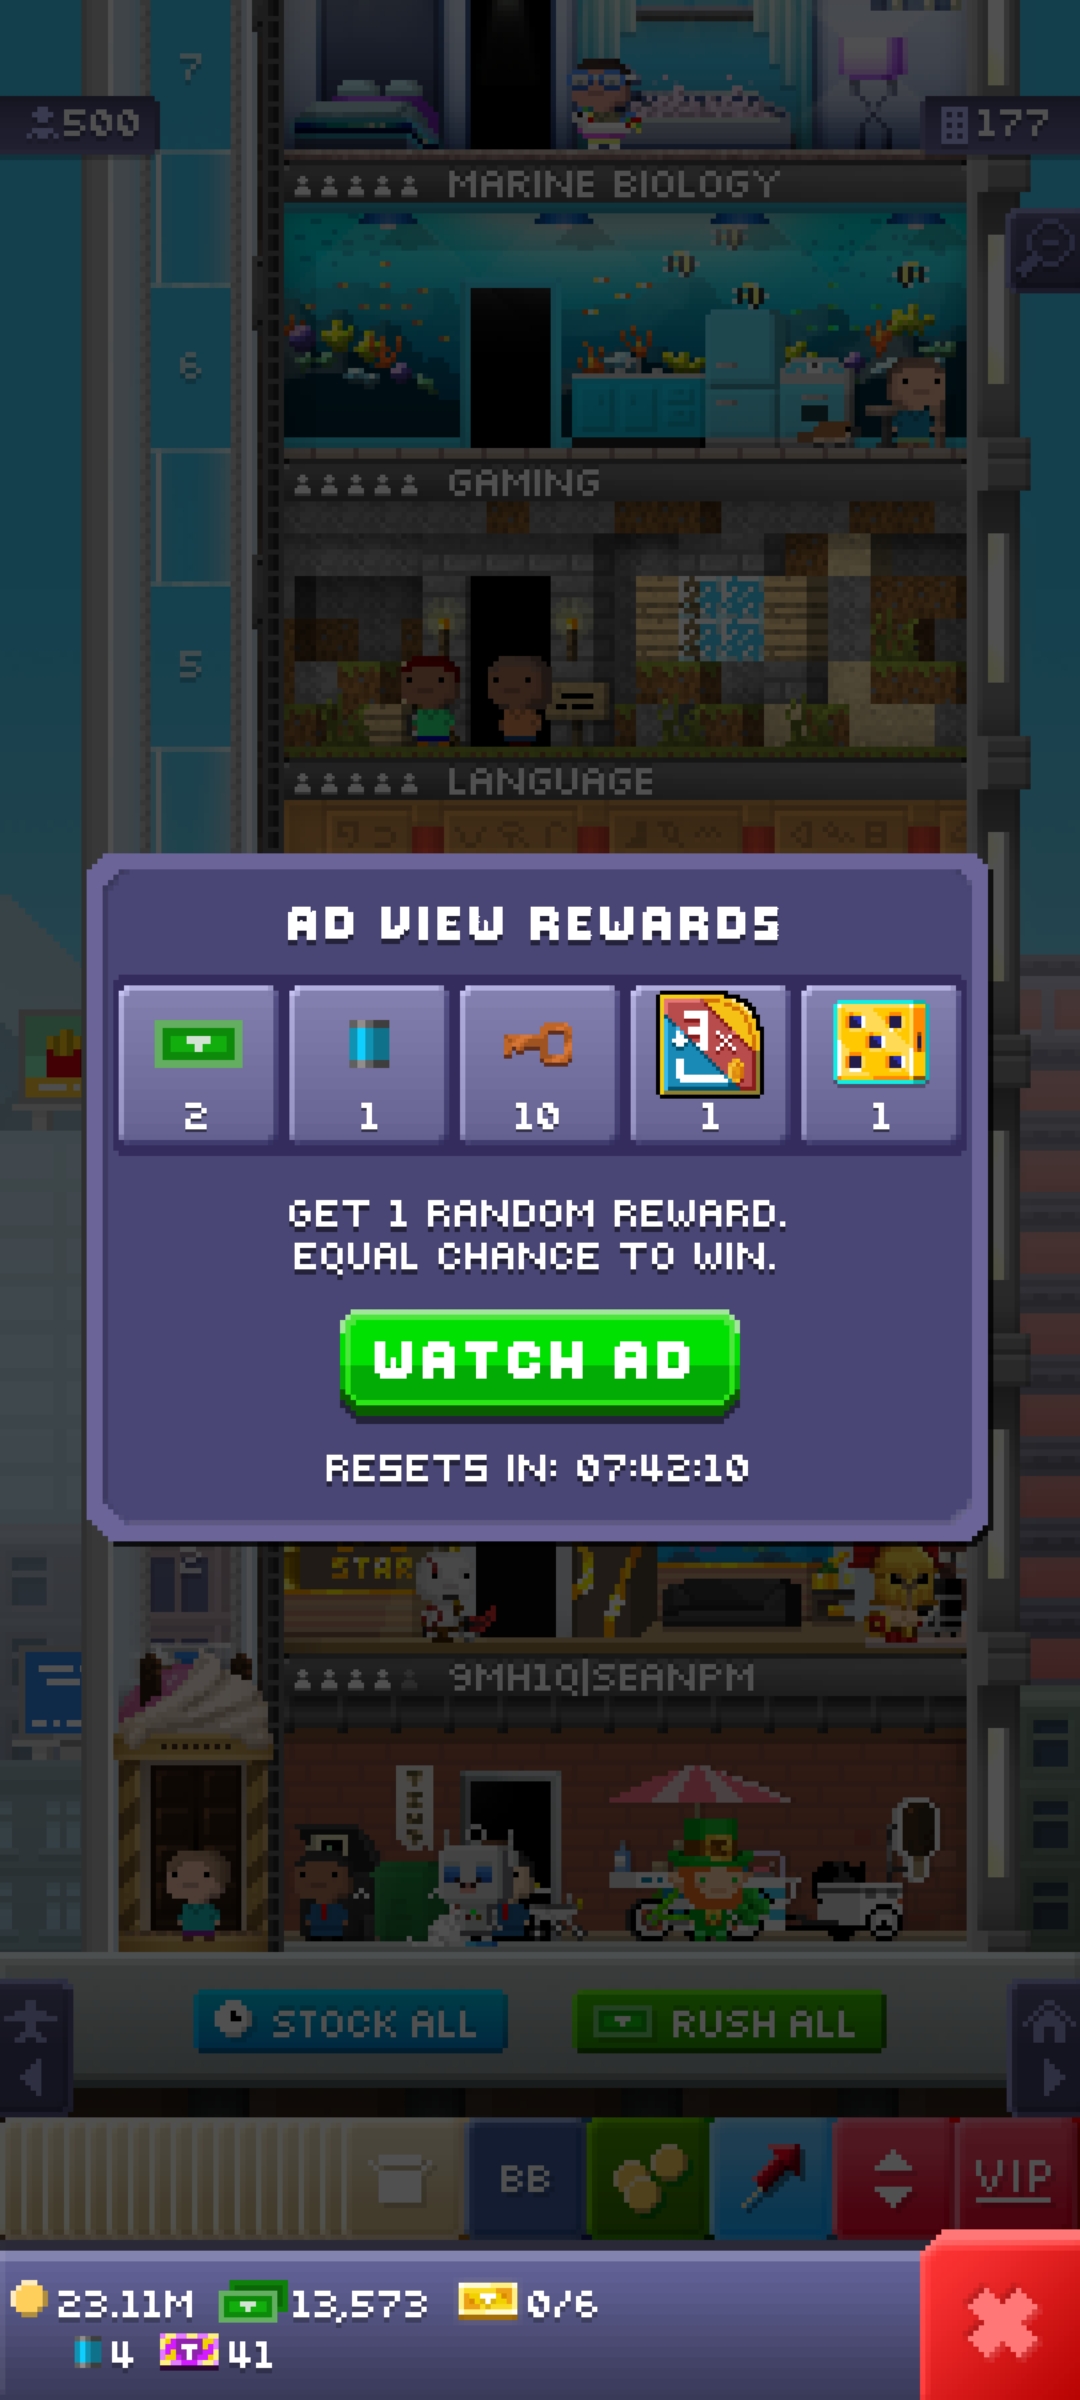 7
500
177
MARINE BIOLOGY
6
GAMING
5
LANGUAGE
AD VIEW REWARDS
2 1 10 1 1
GET 1 RANDOM REWARD.
EQUAL CHANCE TO WIN.
WATCH AD
RESETS IN: 07:42:10
2
STAR
9MH1Q|SEANPM
TINY
STOCK ALL
RUSH ALL
BB
VIP
23.11M 13,573 0/6
4 41